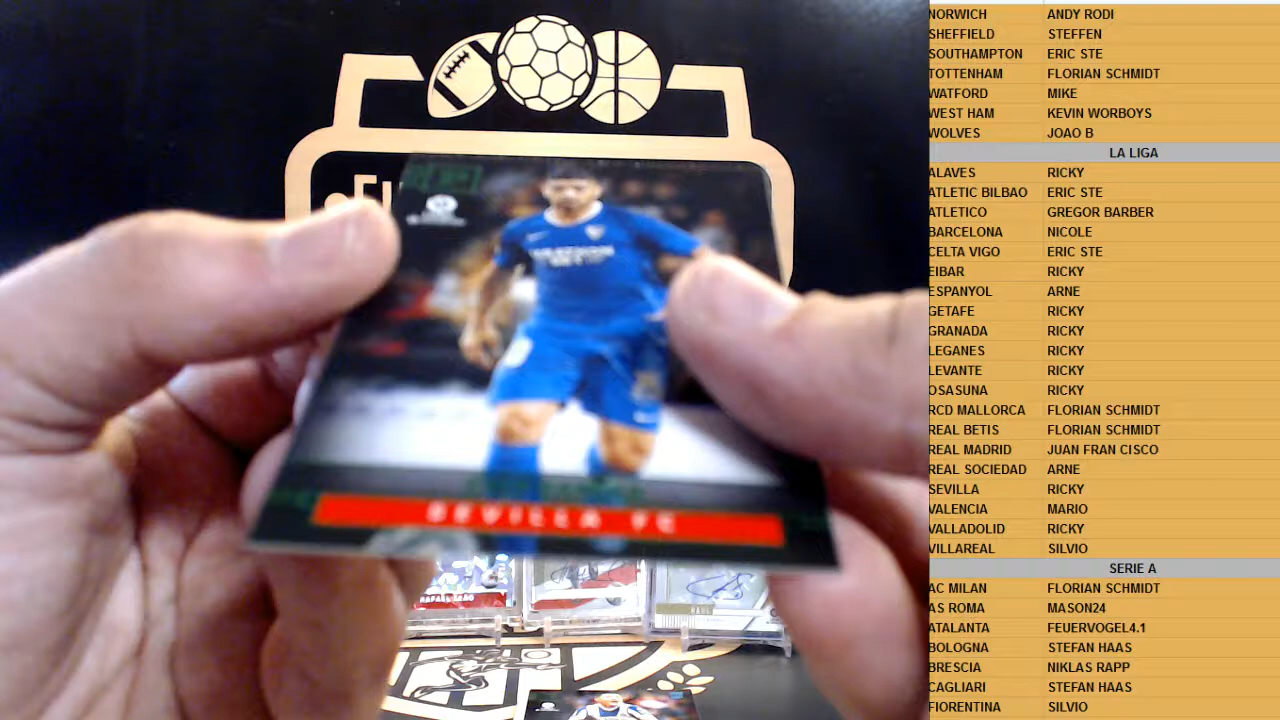 NORWICH ANDY RODI
SHEFFIELD STEFFEN
SOUTHAMPTON ERIC STE
TOTTENHAM FLORIAN SCHMIDT
WATFORD MIKE
WEST HAM KEVIN WORBOYS
WOLVES JOAO B
LA LIGA
ALAVES RICKY
ATLETIC BILBAO ERIC STE
ATLETICO GREGOR BARBER
BARCELONA NICOLE
CELTA VIGO ERIC STE
EIBAR RICKY
ESPANYOL ARNE
GETAFE RICKY
GRANADA RICKY
LEGANES RICKY
LEVANTE RICKY
OSASUNA RICKY
RCD MALLORCA FLORIAN SCHMIDT
REAL BETIS FLORIAN SCHMIDT
REAL MADRID JUAN FRAN CISCO
REAL SOCIEDAD ARNE
SEVILLA RICKY
VALENCIA MARIO
VALLADOLID RICKY
VILLAREAL SILVIO
SERIE A
AC MILAN FLORIAN SCHMIDT
AS ROMA MASON24
ATALANTA FEUERVOGEL4.1
BOLOGNA STEFAN HAAS
BRESCIA NIKLAS RAPP
CAGLIARI STEFAN HAAS
FIORENTINA SILVIO
SEVILLA FC